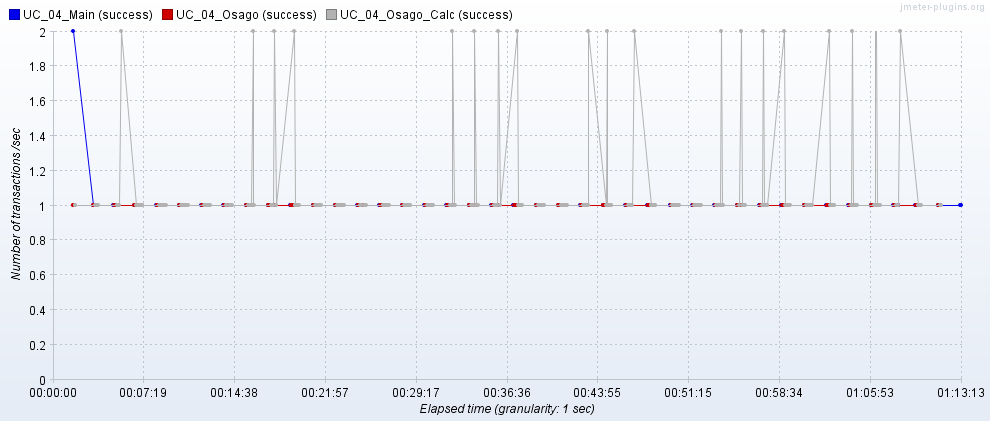 UC_04_Main (success) UC_04_Osago (success) UC_04_Osago_Calc (success)
jmeter-plugins.org
Number of transactions /sec
2
1.8
1.6
1.4
1.2
1
0.8
0.6
0.4
0.2
0
00:00:00 00:07:19 00:14:38 00:21:57 00:29:17 00:36:36 00:43:55 00:51:15 00:58:34 01:05:53 01:13:13
Elapsed time (granularity: 1 sec)